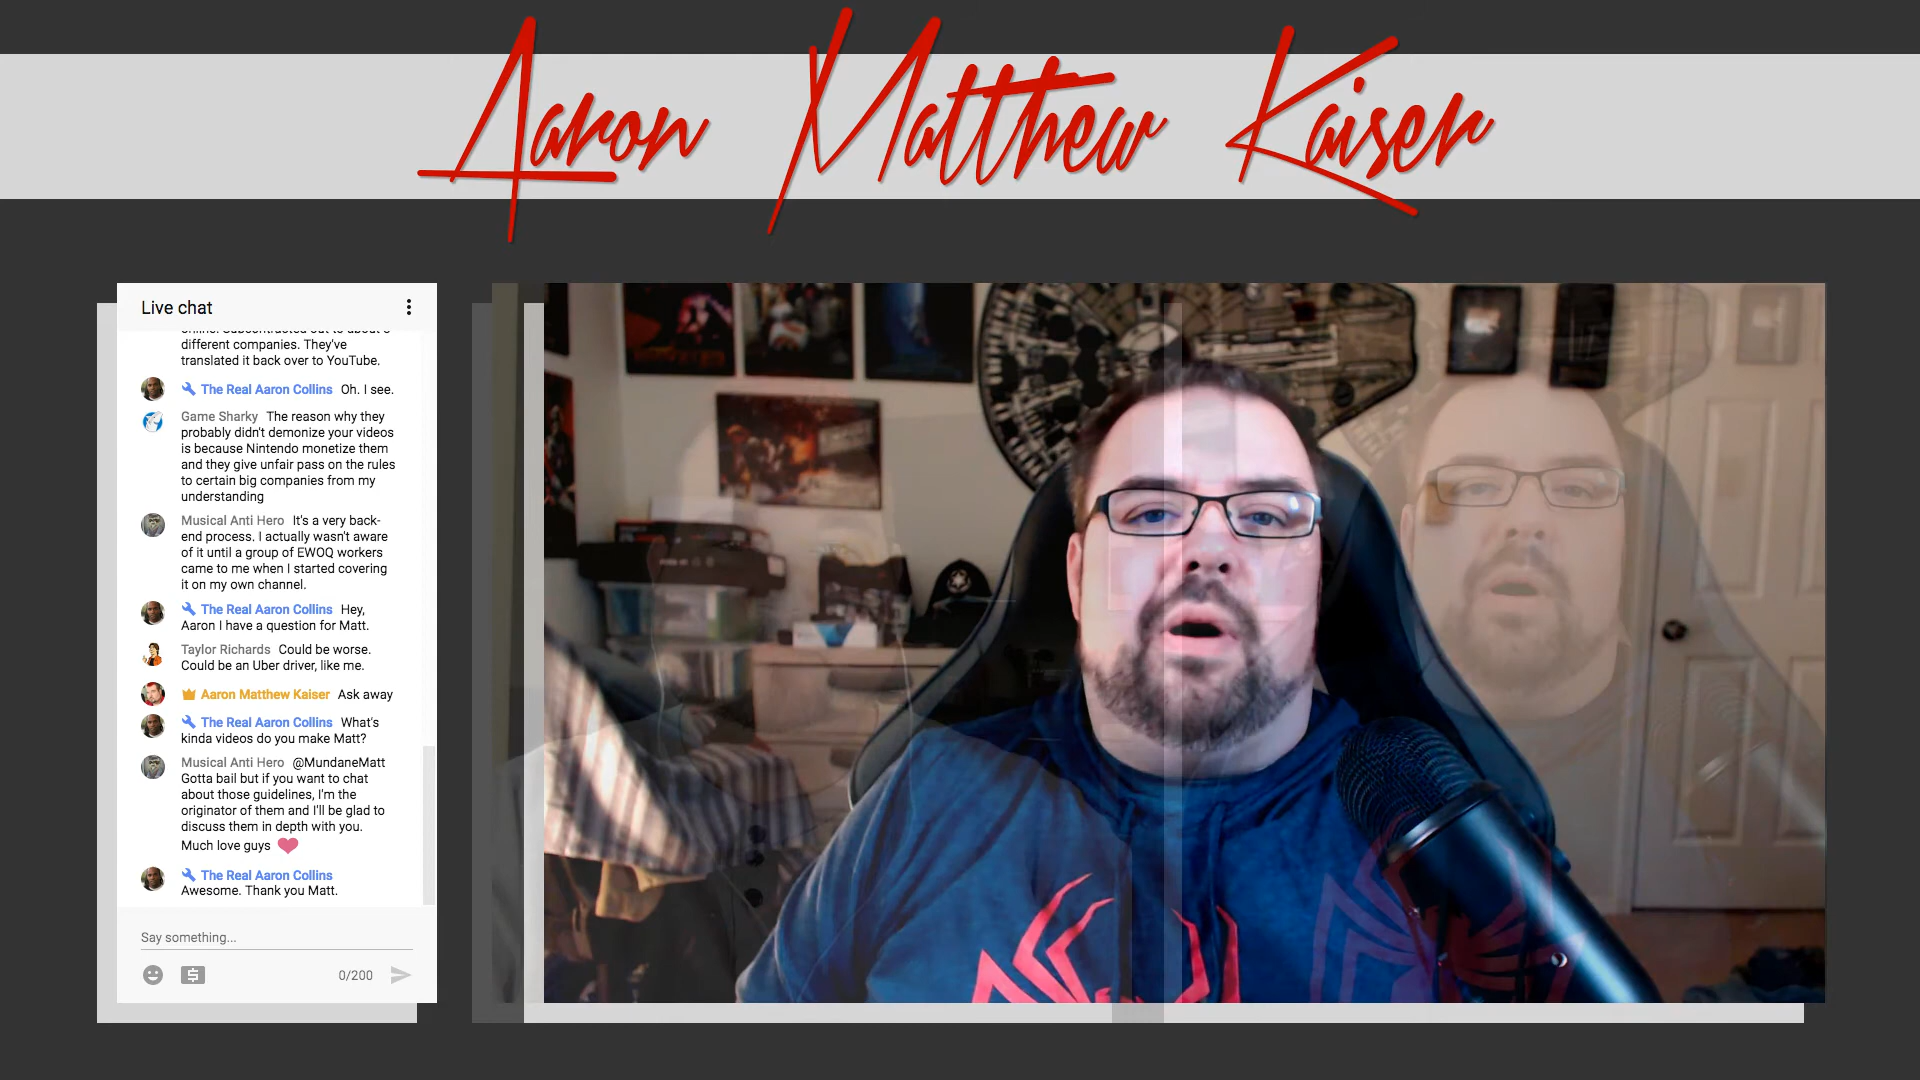 Aaron Matthew Kaiser
Live chat
different companies. They've
translated it back over to YouTube.
The Real Aaron Collins Oh. I see.
Game Sharky The reason why they
probably didn't demonize your videos
is because Nintendo monetize them
and they give unfair pass on the rules
to certain big companies from my
understanding
Musical Anti Hero It's a very back-
end process. I actually wasn't aware
of it until a group of EWOQ workers
came to me when I started covering
it on my own channel.
The Real Aaron Collins Hey,
Aaron I have a question for Matt.
Taylor Richards Could be worse.
Could be an Uber driver, like me.
Aaron Matthew Kaiser Ask away
The Real Aaron Collins What's
kinda videos do you make Matt?
Musical Anti Hero @MundaneMatt
Gotta bail but if you want to chat
about those guidelines, I'm the
originator of them and I'll be glad to
discuss them in depth with you.
Much love guys
The Real Aaron Collins
Awesome. Thank you Matt.
Say something...
0/200